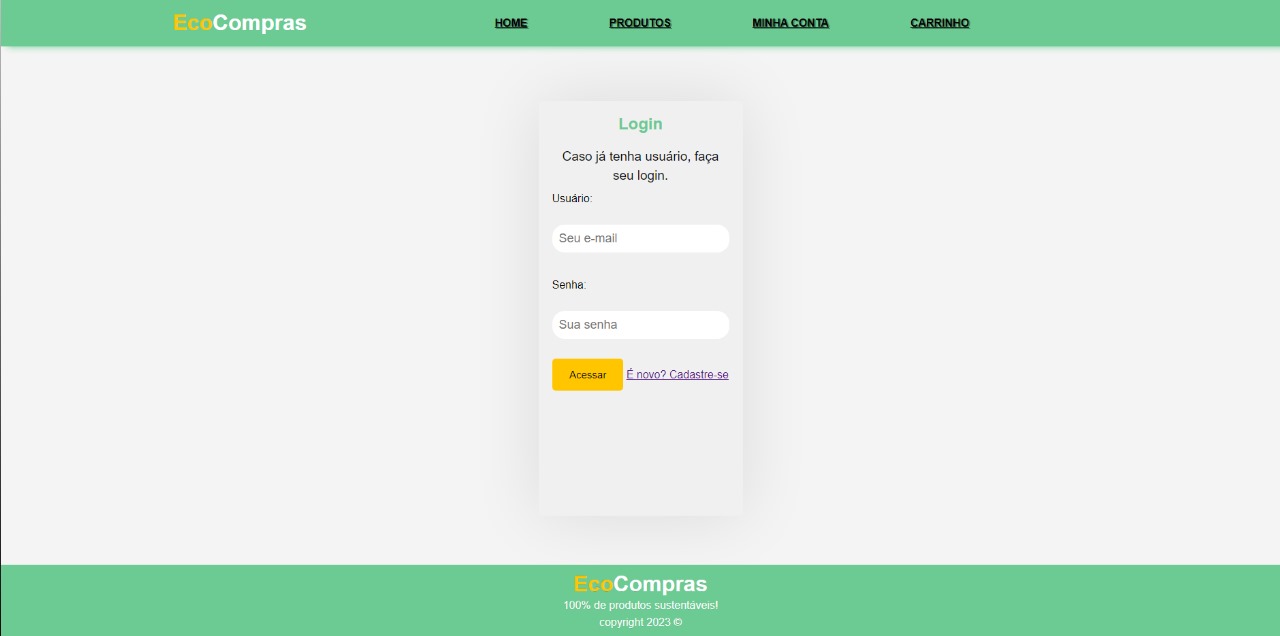 EcoCompras
HOME PRODUTOS MINHA CONTA CARRINHO
Login
Caso já tenha usuário, faça
seu login.
Usuário:
Seu e-mail
Senha:
Sua senha
Acessar É novo? Cadastre-se
EcoCompras
100% de produtos sustentáveis!
copyright 2023 ©